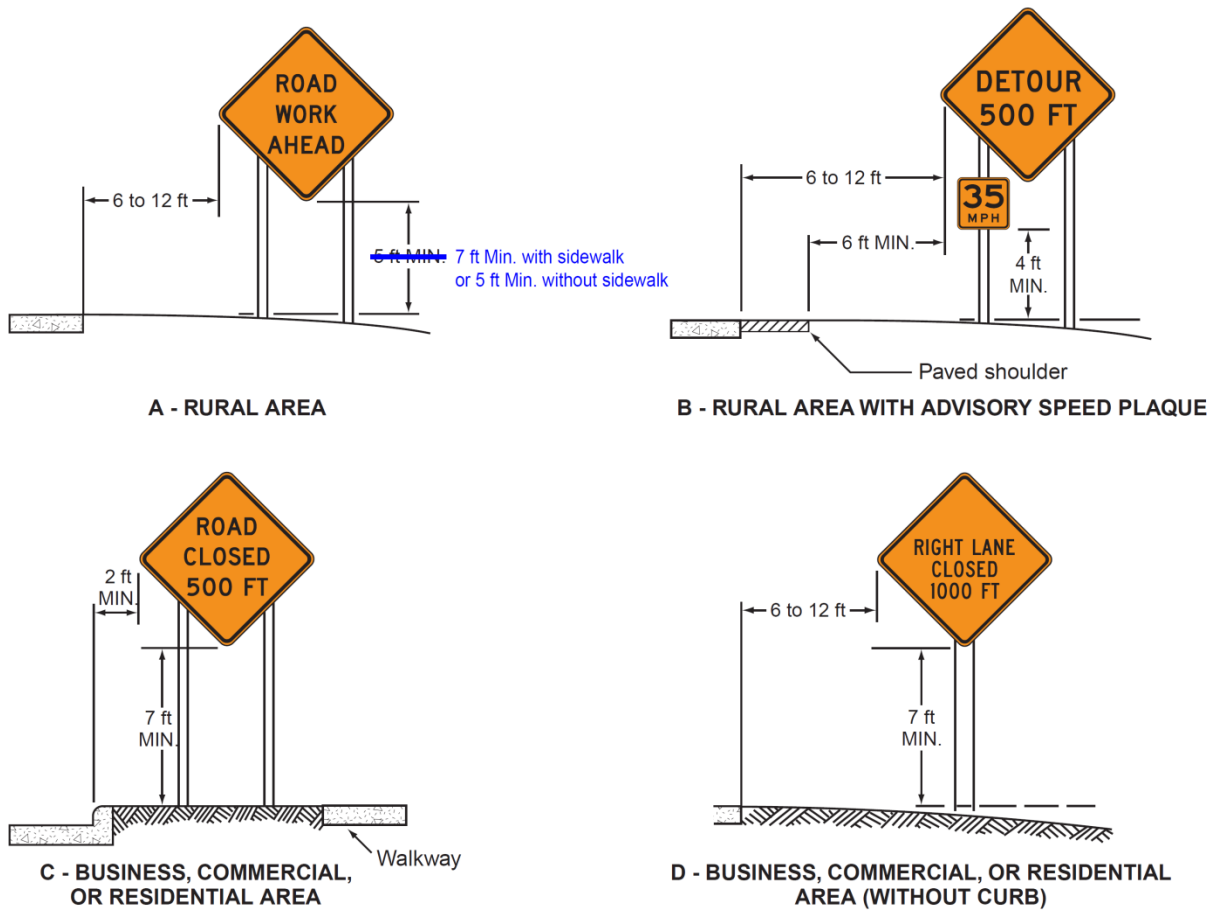 ROAD
WORK
AHEAD
6 to 12 ft
5 ft MIN.
7 ft Min. with sidewalk
or 5 ft Min. without sidewalk
A - RURAL AREA
DETOUR
500 FT
35
MPH
6 to 12 ft
6 ft MIN.
4 ft
MIN.
Paved shoulder
B - RURAL AREA WITH ADVISORY SPEED PLAQUE
ROAD
CLOSED
500 FT
2 ft
MIN.
7 ft
MIN.
Walkway
C - BUSINESS, COMMERCIAL,
OR RESIDENTIAL AREA
RIGHT LANE
CLOSED
1000 FT
6 to 12 ft
7 ft
MIN.
D - BUSINESS, COMMERCIAL, OR RESIDENTIAL
AREA (WITHOUT CURB)